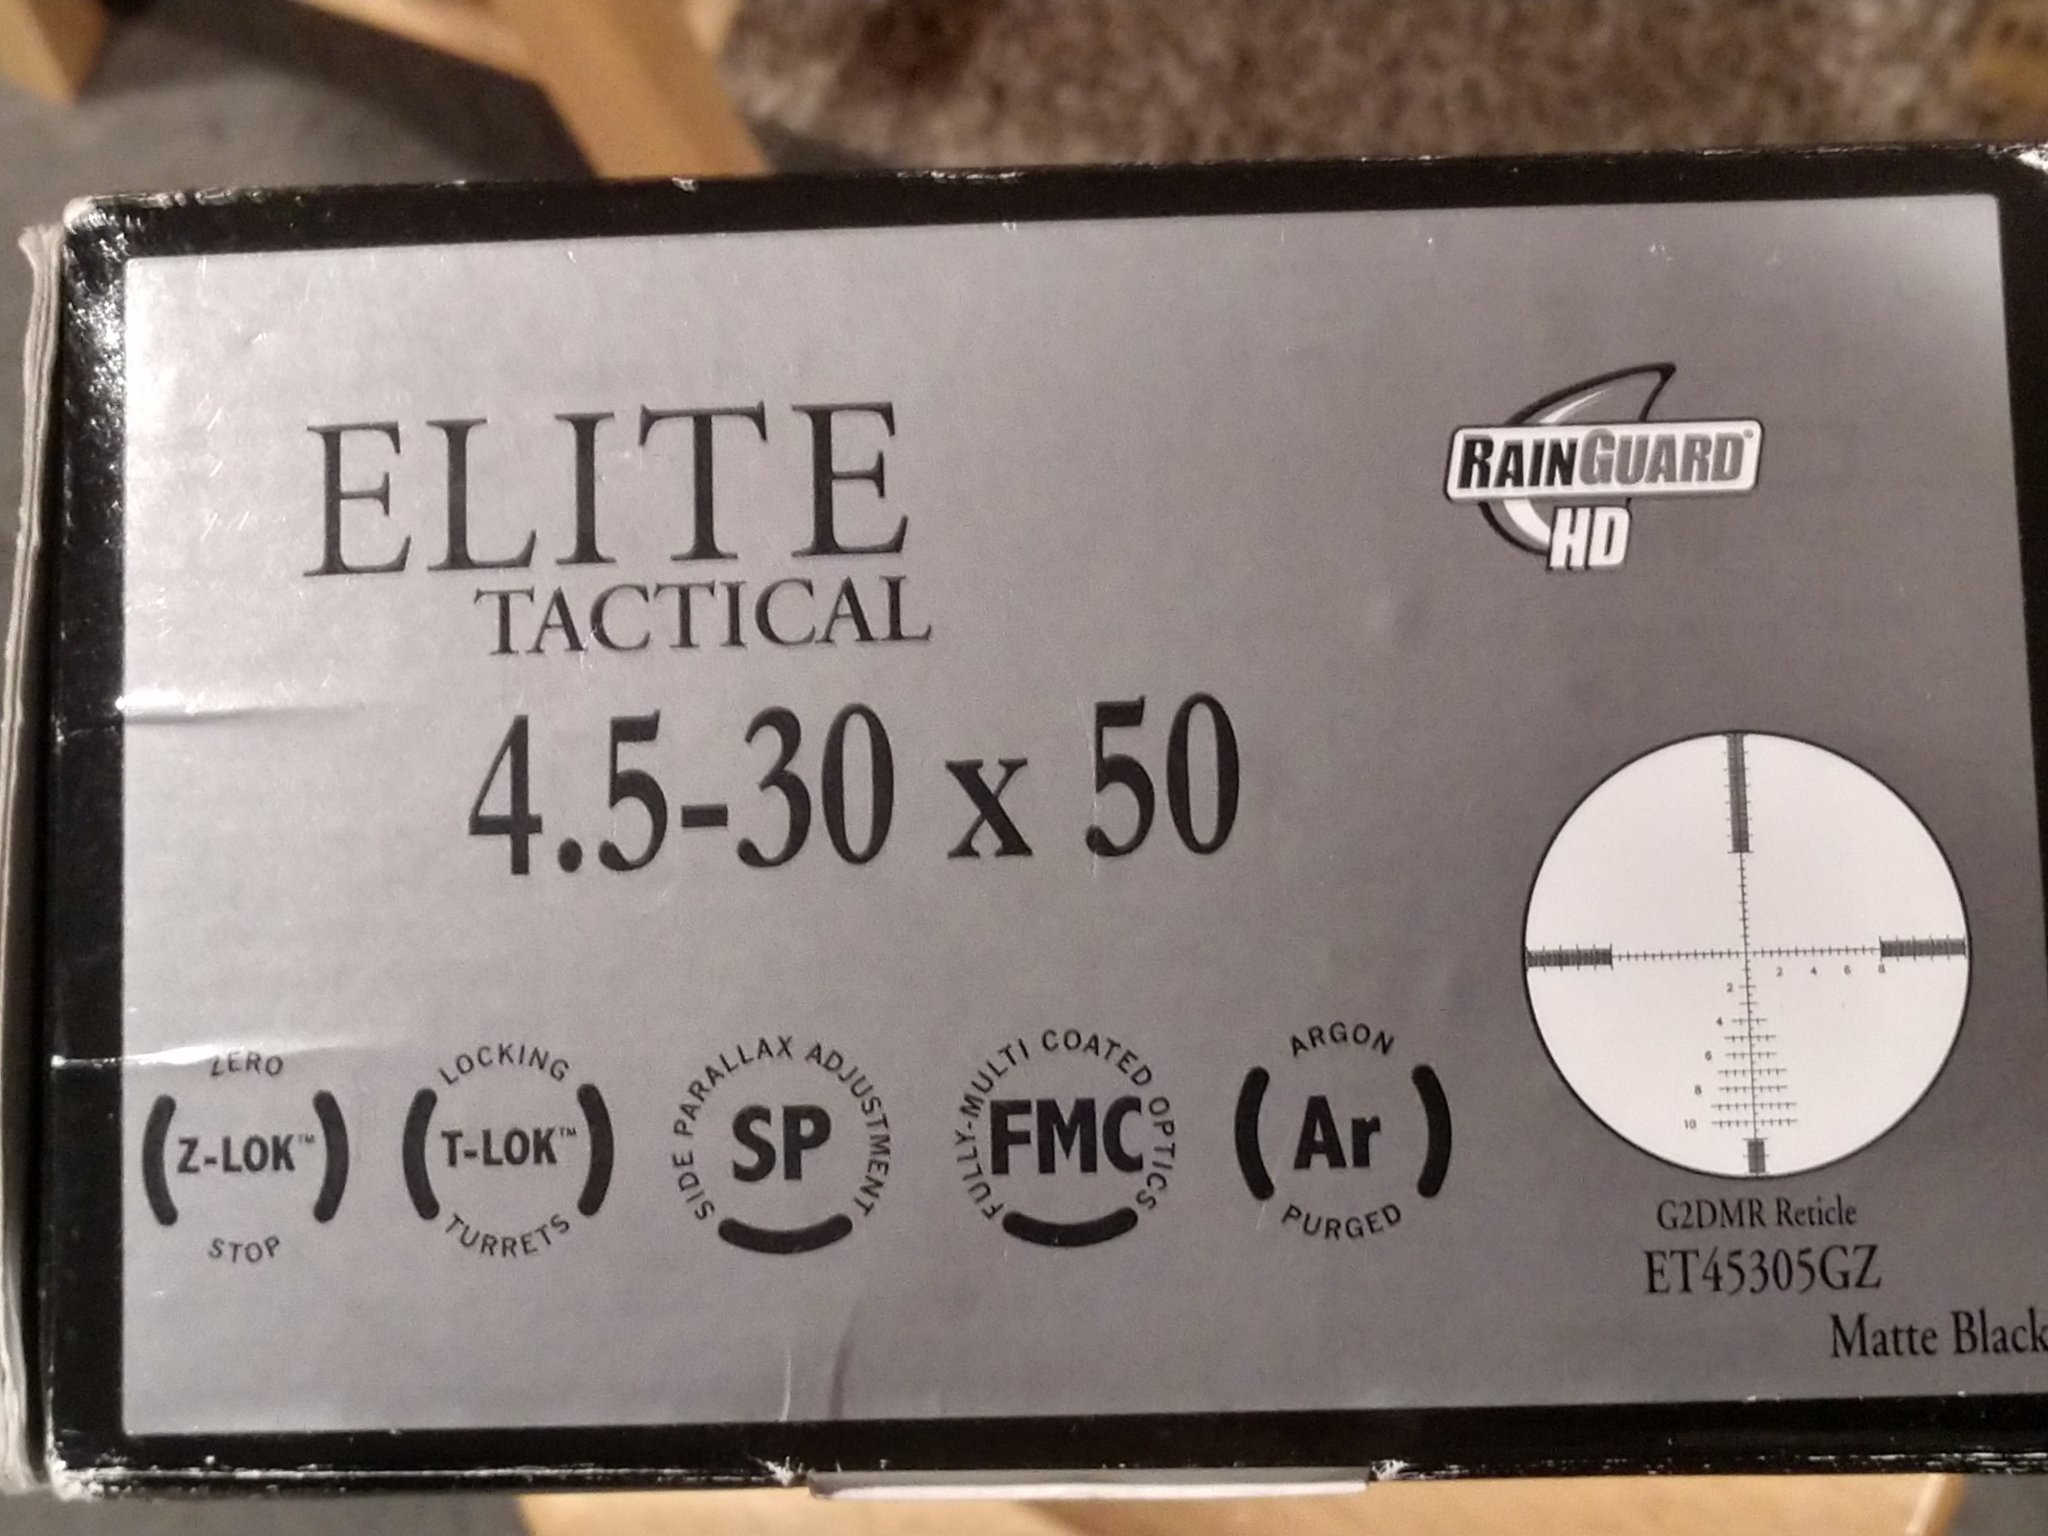 ELITE
TACTICAL
RAINGUARD®
HD
4.5-30 x 50
ZERO
Z-LOK™
STOP
LOCKING
T-LOK™
TURRETS
SIDE PARALLAX ADJUSTMENT
SP
FULLY-MULTI COATED OPTICS
FMC
ARGON
Ar
PURGED
2 4 6 8
2
4
6
8
10
G2DMR Reticle
ET45305GZ
Matte Black